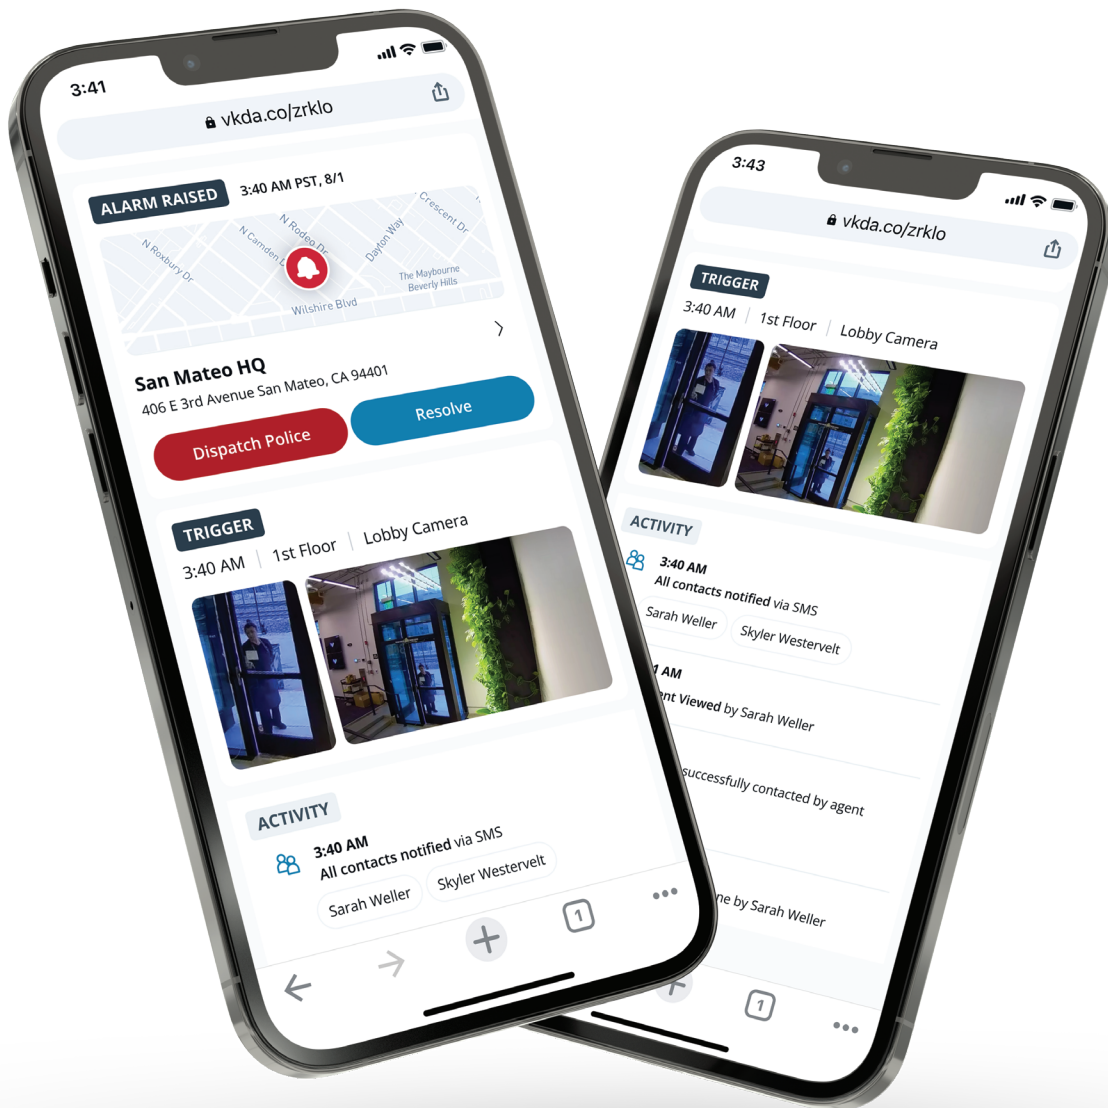 3:41
vkda.co/zrklo
ALARM RAISED 3:40 AM PST, 8/1
N Roxbury Dr
N Camden D
N Rodeo Dr
Dayton Way
Crescent Dr
The Maybourne
Beverly Hills
Wilshire Blvd
San Mateo HQ
406 E 3rd Avenue San Mateo, CA 94401
Dispatch Police
Resolve
TRIGGER
3:40 AM 1st Floor Lobby Camera
ACTIVITY
3:40 AM
All contacts notified via SMS
Sarah Weller Skyler Westervelt
1
3:43
vkda.co/zrklo
TRIGGER
3:40 AM 1st Floor Lobby Camera
ACTIVITY
3:40 AM
All contacts notified via SMS
Sarah Weller Skyler Westervelt
1 AM
ent Viewed by Sarah Weller
successfully contacted by agent
ne by Sarah Weller
1